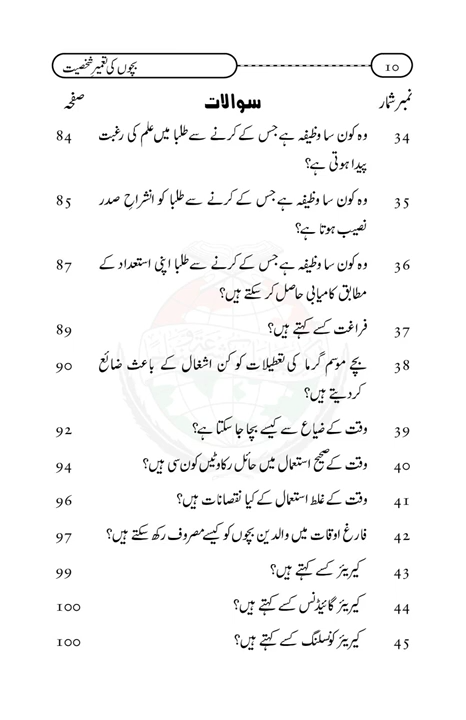 10 بچوں کی تعمیر شخصیت
نمبر شمار سوالات صفحہ
34 وہ کون سا وظیفہ ہے جس کے کرنے سے طلبا میں علم کی رغبت 84
پیدا ہوتی ہے؟
35 وہ کون سا وظیفہ ہے جس کے کرنے سے طلبا کو انشراحِ صدر 85
نصیب ہوتا ہے؟
36 وہ کون سا وظیفہ ہے جس کے کرنے سے طلبا اپنی استعداد کے 87
مطابق کامیابی حاصل کر سکتے ہیں؟
37 فراغت کسے کہتے ہیں؟ 89
38 بچے موسم گرما کی تعطیلات کو کن اشغال کے باعث ضائع 90
کر دیتے ہیں؟
39 وقت کے ضیاع سے کیسے بچا جا سکتا ہے؟ 92
40 وقت کے صحیح استعمال میں حائل رکاوٹیں کون سی ہیں؟ 94
41 وقت کے غلط استعمال کے کیا نقصانات ہیں؟ 96
42 فارغ اوقات میں والدین بچوں کو کیسے مصروف رکھ سکتے ہیں؟ 97
43 کیریئر کسے کہتے ہیں؟ 99
44 کیریئر گائیڈنس کسے کہتے ہیں؟ 100
45 کیریئر کونسلنگ کسے کہتے ہیں؟ 100